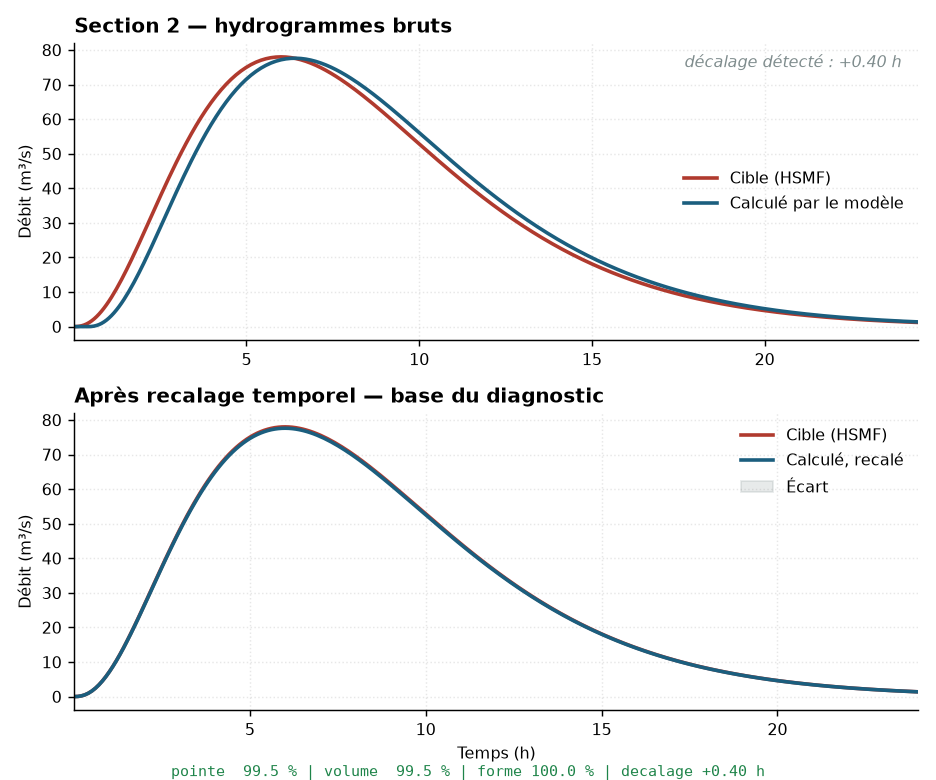 Section 2 — hydrogrammes bruts
décalage détecté : +0.40 h
Débit (m³/s)
80
70
60
50
40
30
20
10
0
Cible (HSMF)
Calculé par le modèle
5
10
15
20
Après recalage temporel — base du diagnostic
Débit (m³/s)
80
70
60
50
40
30
20
10
0
Cible (HSMF)
Calculé, recalé
Écart
5
10
15
20
Temps (h)
pointe  99.5 % | volume  99.5 % | forme 100.0 % | decalage +0.40 h